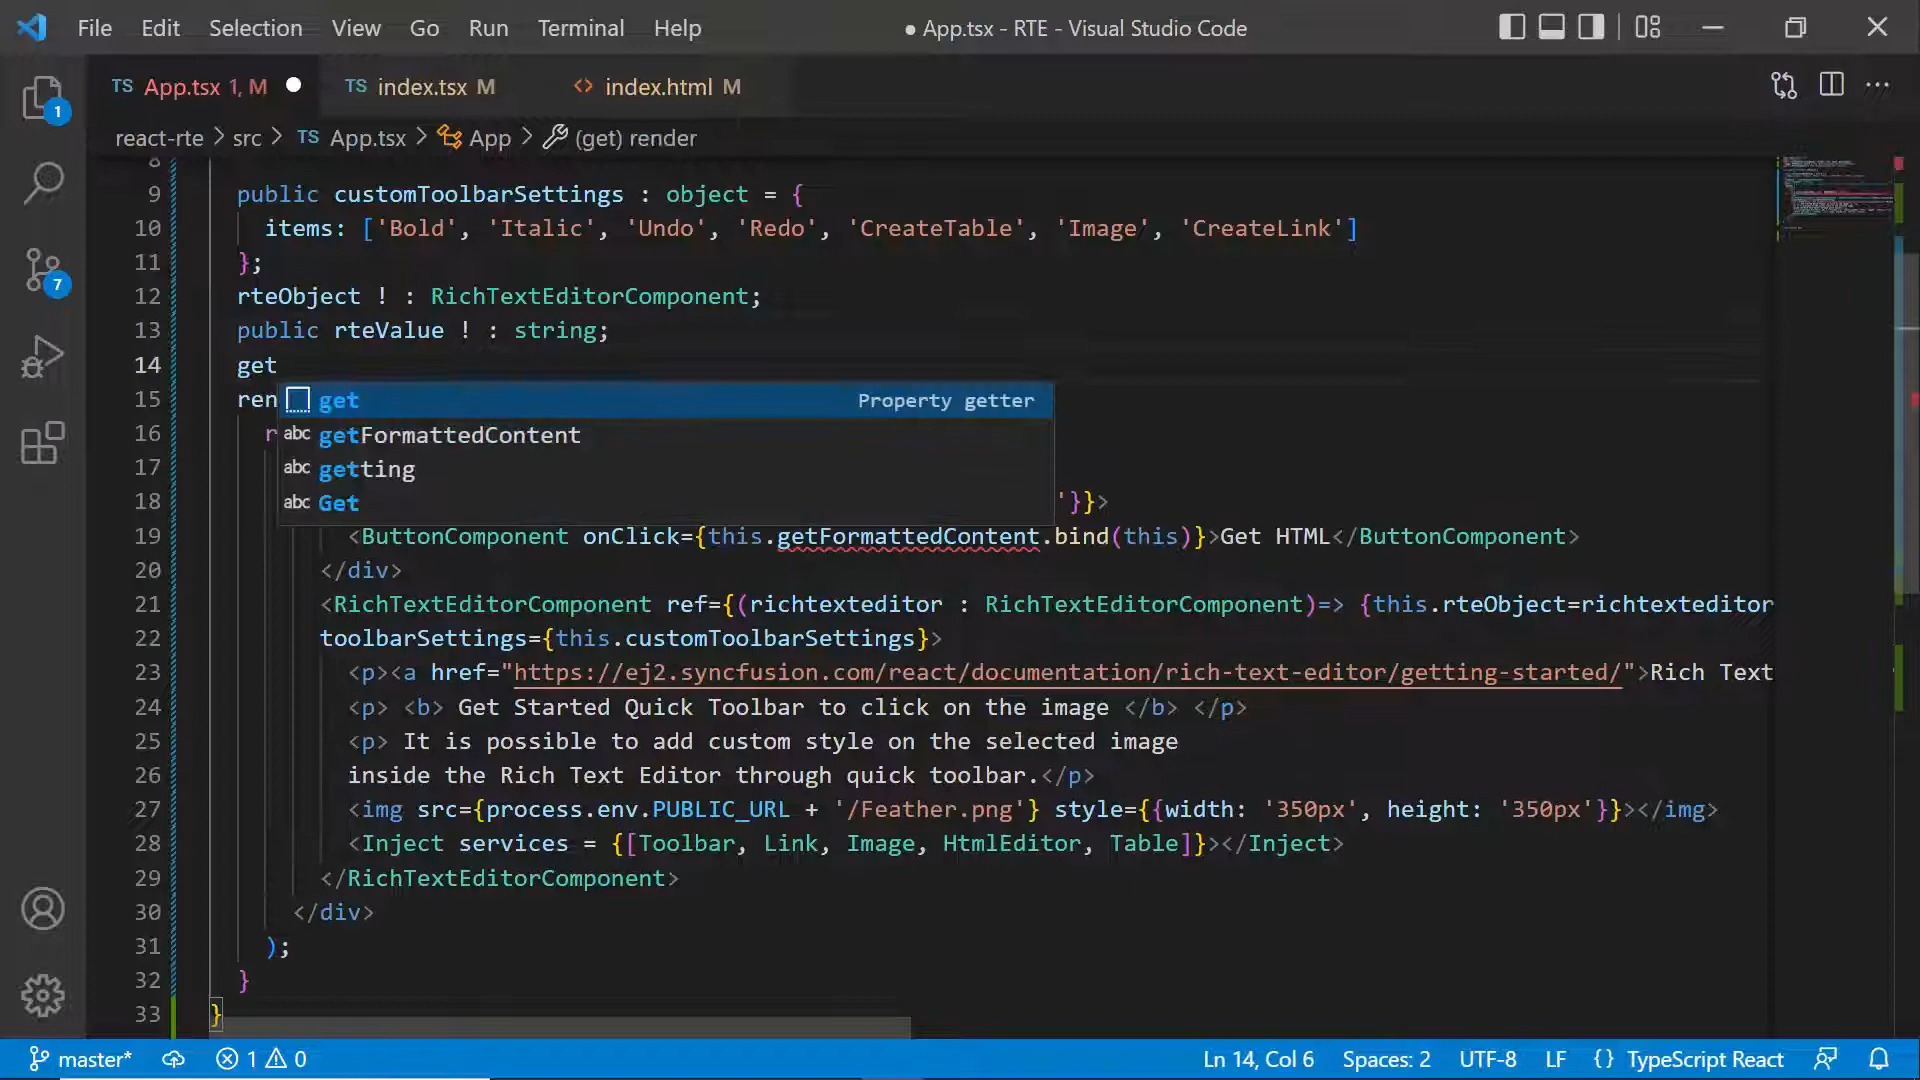 File Edit Selection View Go Run Terminal Help
● App.tsx - RTE - Visual Studio Code
TS App.tsx 1, M
TS index.tsx M
<> index.html M
react-rte > src > TS App.tsx > App > (get) render
8
9 public customToolbarSettings : object = {
10 items: ['Bold', 'Italic', 'Undo', 'Redo', 'CreateTable', 'Image', 'CreateLink']
11 };
12 rteObject ! : RichTextEditorComponent;
13 public rteValue ! : string;
14 get
15 ren
get Property getter
16 r
abc getFormattedContent
17
abc getting
18 '}}>
abc Get
19 <ButtonComponent onClick={this.getFormattedContent.bind(this)}>Get HTML</ButtonComponent>
20 </div>
21 <RichTextEditorComponent ref={(richtexteditor : RichTextEditorComponent)=> {this.rteObject=richtexteditor
22 toolbarSettings={this.customToolbarSettings}>
23 <p><a href="https://ej2.syncfusion.com/react/documentation/rich-text-editor/getting-started/">Rich Text
24 <p> <b> Get Started Quick Toolbar to click on the image </b> </p>
25 <p> It is possible to add custom style on the selected image
26 inside the Rich Text Editor through quick toolbar.</p>
27 <img src={process.env.PUBLIC_URL + '/Feather.png'} style={{width: '350px', height: '350px'}}></img>
28 <Inject services = {[Toolbar, Link, Image, HtmlEditor, Table]}></Inject>
29 </RichTextEditorComponent>
30 </div>
31 );
32 }
33 }
1
7
master* 1 0
Ln 14, Col 6 Spaces: 2 UTF-8 LF {} TypeScript React